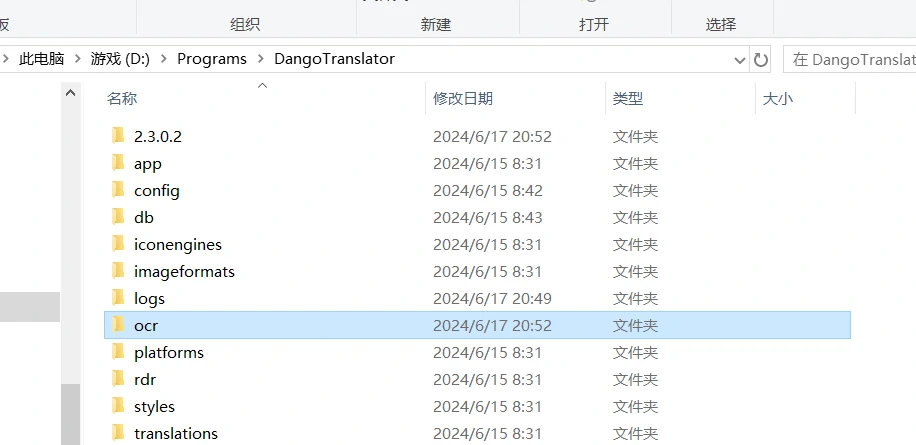 板 组织 新建 打开 选择
此电脑 > 游戏 (D:) > Programs > DangoTranslator 在 DangoTranslat
名称 修改日期 类型 大小
2.3.0.2 2024/6/17 20:52 文件夹
app 2024/6/15 8:31 文件夹
config 2024/6/15 8:42 文件夹
db 2024/6/15 8:43 文件夹
iconengines 2024/6/15 8:31 文件夹
imageformats 2024/6/15 8:31 文件夹
logs 2024/6/17 20:49 文件夹
ocr 2024/6/17 20:52 文件夹
platforms 2024/6/15 8:31 文件夹
rdr 2024/6/15 8:31 文件夹
styles 2024/6/15 8:31 文件夹
translations 2024/6/15 8:31 文件夹